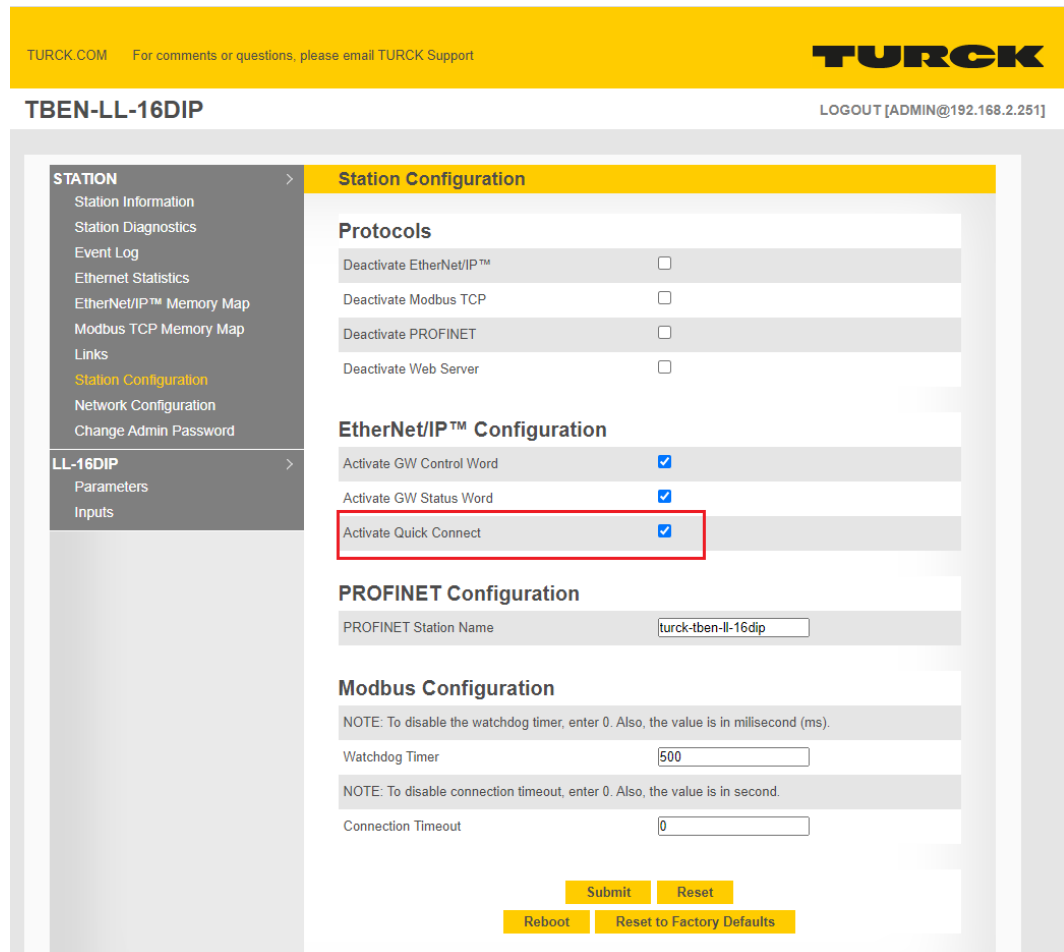 TURCK.COM For comments or questions, please email TURCK Support
TURCK
TBEN-LL-16DIP
LOGOUT [ADMIN@192.168.2.251]
STATION
Station Information
Station Diagnostics
Event Log
Ethernet Statistics
EtherNet/IP™ Memory Map
Modbus TCP Memory Map
Links
Station Configuration
Network Configuration
Change Admin Password
LL-16DIP
Parameters
Inputs
Station Configuration
Protocols
Deactivate EtherNet/IP™
Deactivate Modbus TCP
Deactivate PROFINET
Deactivate Web Server
EtherNet/IP™ Configuration
Activate GW Control Word
Activate GW Status Word
Activate Quick Connect
PROFINET Configuration
PROFINET Station Name turck-tben-ll-16dip
Modbus Configuration
NOTE: To disable the watchdog timer, enter 0. Also, the value is in milisecond (ms).
Watchdog Timer 500
NOTE: To disable connection timeout, enter 0. Also, the value is in second.
Connection Timeout 0
Submit Reset
Reboot Reset to Factory Defaults